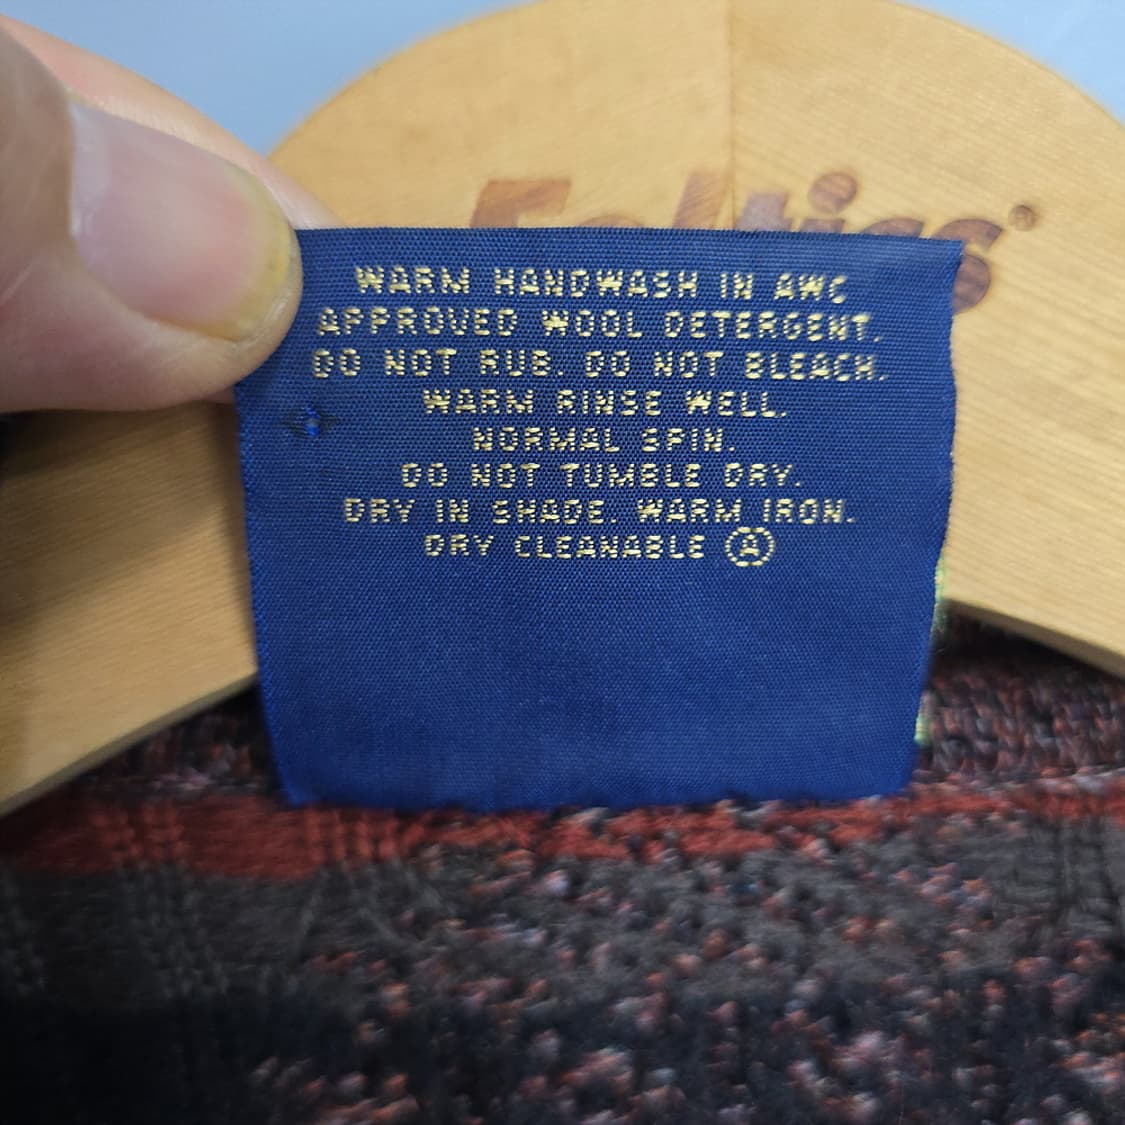 WARM HANDWASH IN AWC
APPROVED WOOL DETERGENT.
DO NOT RUB. DO NOT BLEACH.
WARM RINSE WELL.
NORMAL SPIN.
DO NOT TUMBLE DRY.
DRY IN SHADE. WARM IRON.
DRY CLEANABLE Ⓐ